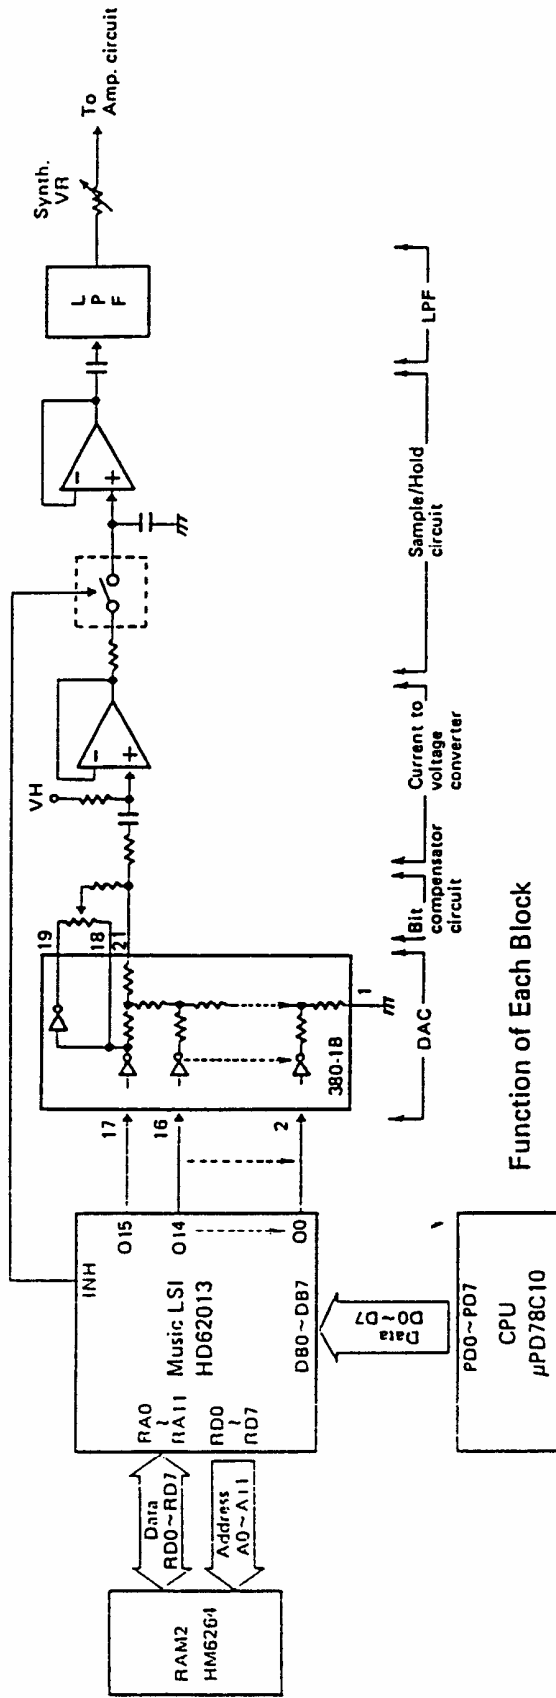 RAM2
HM6264
Data
RD0~RD7
Address
A0~A11
RA0
~
RA11
RD0
~
RD7
Music LSI
HD62013
INH
O15
O14
O0
DB0~DB7
Data
D0~D7
PD0~PD7
CPU
μPD78C10
17
16
2
19
18
21
1
380-1B
VH
-
+
-
+
L
P
F
Synth.
VR
To
Amp. circuit
DAC
Bit
compensator
circuit
Current to
voltage
converter
Sample/Hold
circuit
LPF
Function of Each Block